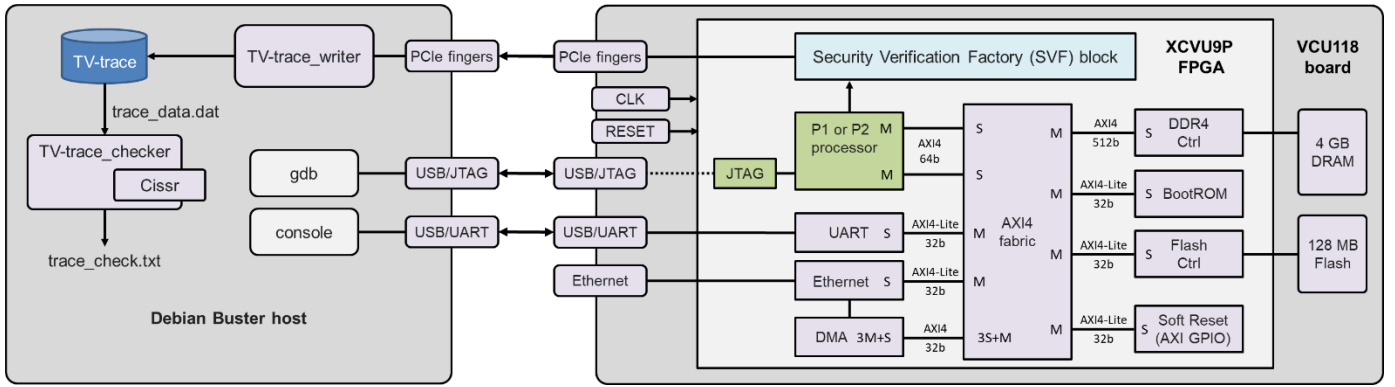 TV-trace
TV-trace_writer
PCIe fingers
PCIe fingers
Security Verification Factory (SVF) block
XCVU9P
FPGA
VCU118
board
trace_data.dat
CLK
RESET
TV-trace_checker
Cissr
trace_check.txt
gdb
USB/JTAG
USB/JTAG
JTAG
P1 or P2
processor
M
M
AXI4
64b
S
S
AXI4
fabric
M
AXI4
512b
S
DDR4
Ctrl
4 GB
DRAM
M
AXI4-Lite
32b
S
BootROM
console
USB/UART
USB/UART
UART
S
AXI4-Lite
32b
M
M
AXI4-Lite
32b
S
Flash
Ctrl
128 MB
Flash
Ethernet
Ethernet
S
AXI4-Lite
32b
M
DMA
3M+S
AXI4
32b
3S+M
M
AXI4-Lite
32b
S
Soft Reset
(AXI GPIO)
Debian Buster host